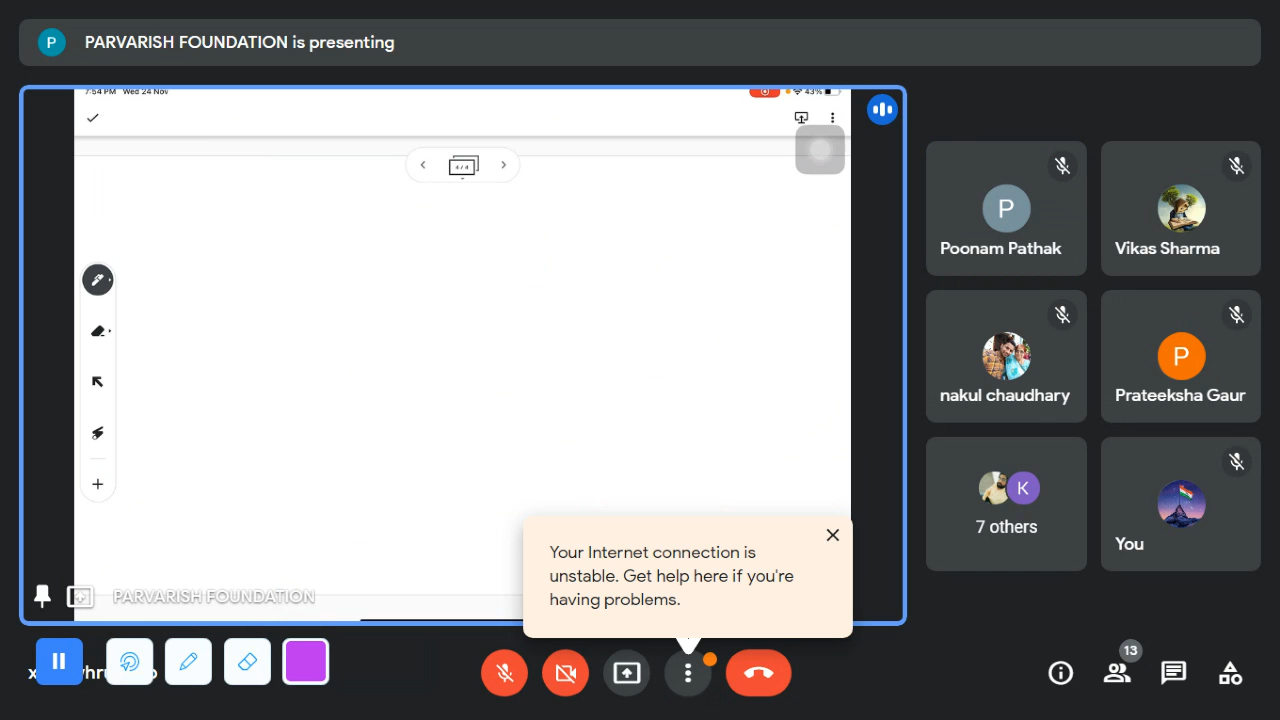 P PARVARISH FOUNDATION is presenting
7:54 PM Wed 24 Nov
43%
4 / 4
P
Poonam Pathak
Vikas Sharma
nakul chaudhary
P
Prateeksha Gaur
K
7 others
You
Your Internet connection is
unstable. Get help here if you're
having problems.
PARVARISH FOUNDATION
13